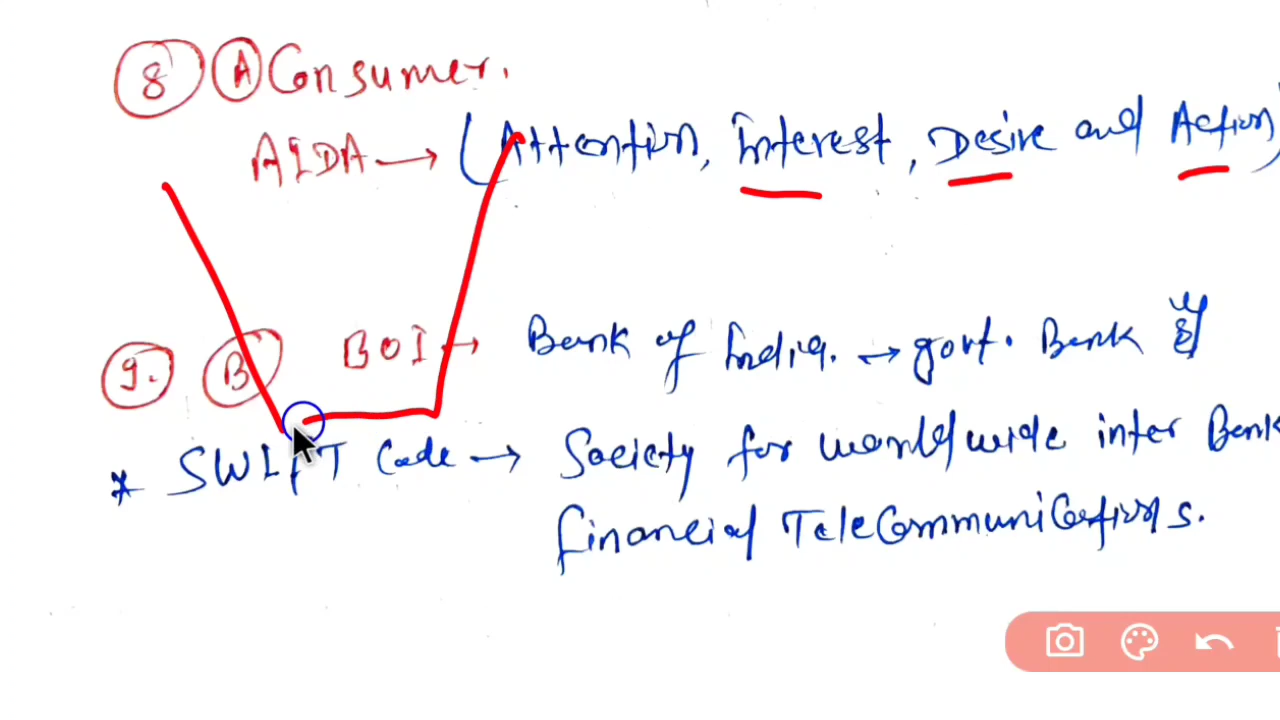 8 A Consumer.
AIDA → (Attention, Interest, Desire and Action)
9. B BOI → Bank of India. → govt. Bank
* SWIFT Code → Society for worldwide inter Bank
financial TeleCommunications.